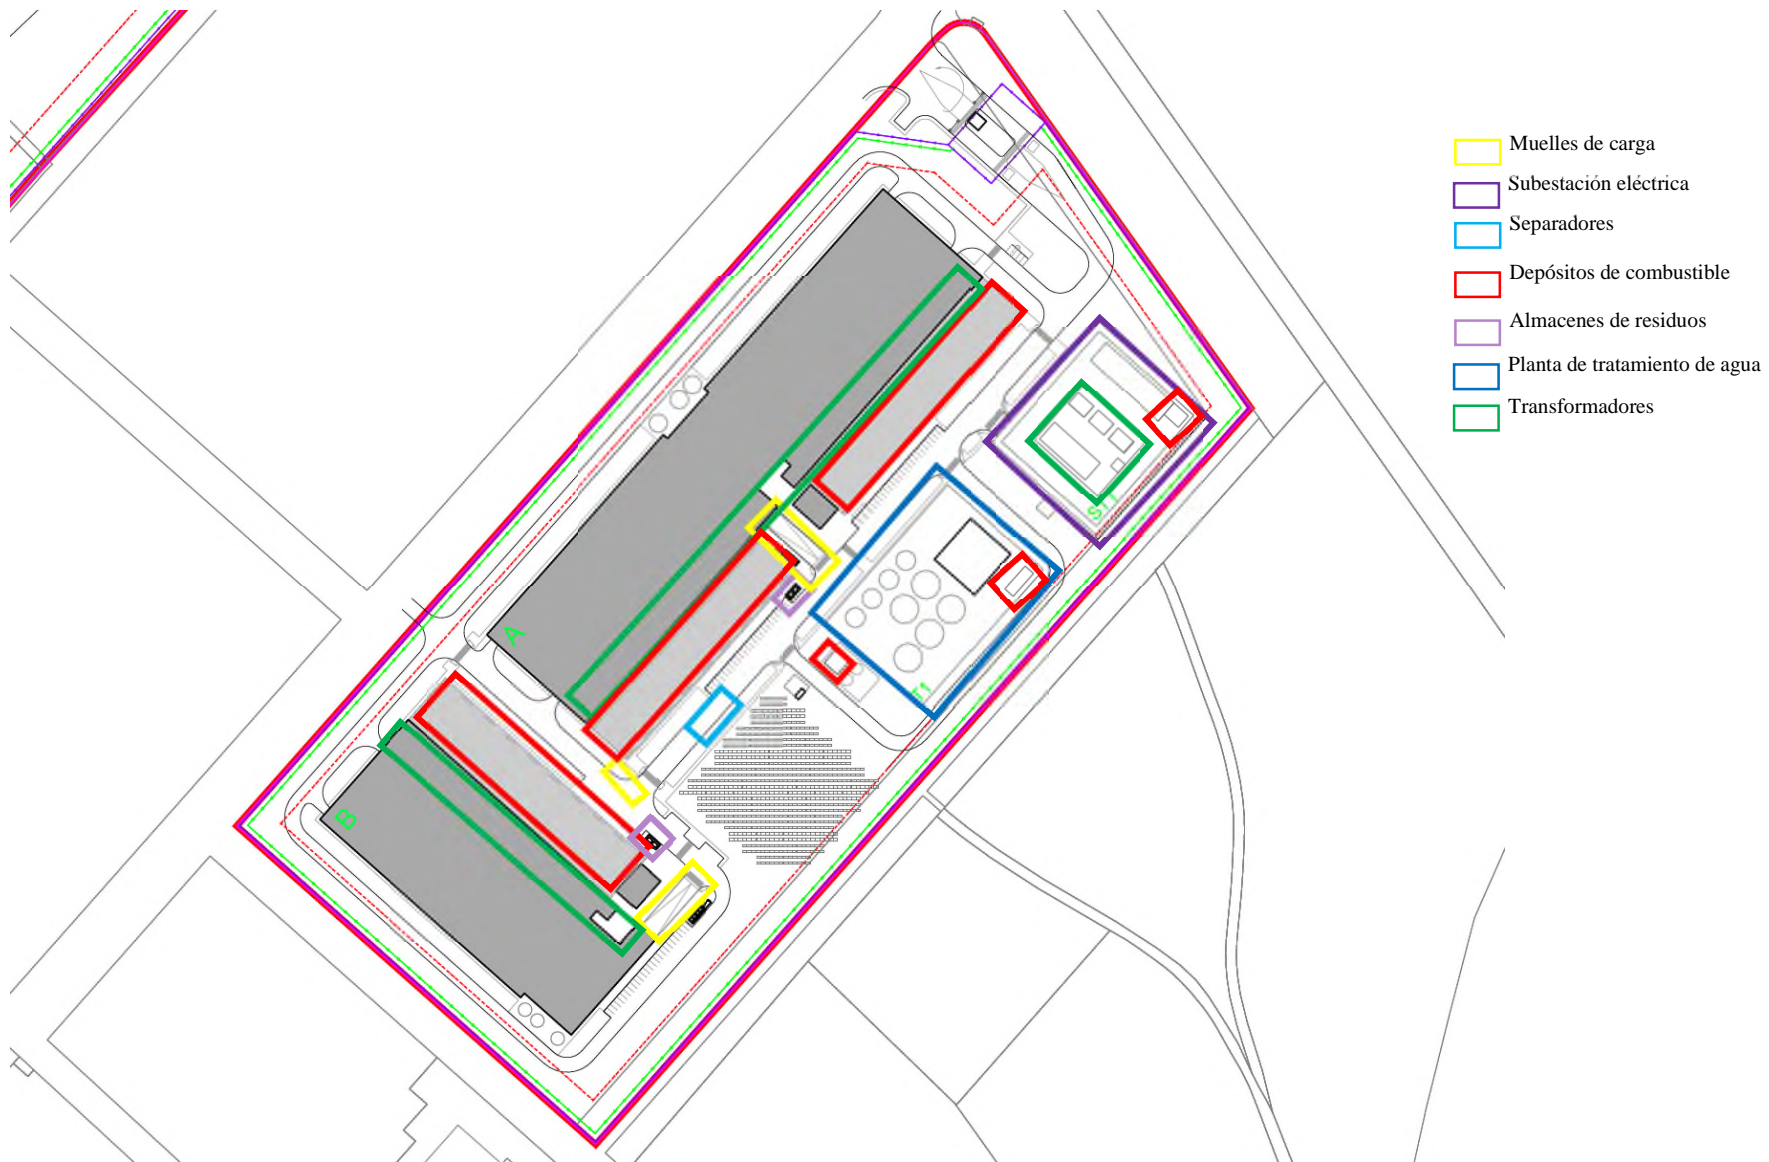 Muelles de carga
Subestación eléctrica
Separadores
Depósitos de combustible
Almacenes de residuos
Planta de tratamiento de agua
Transformadores
A
B